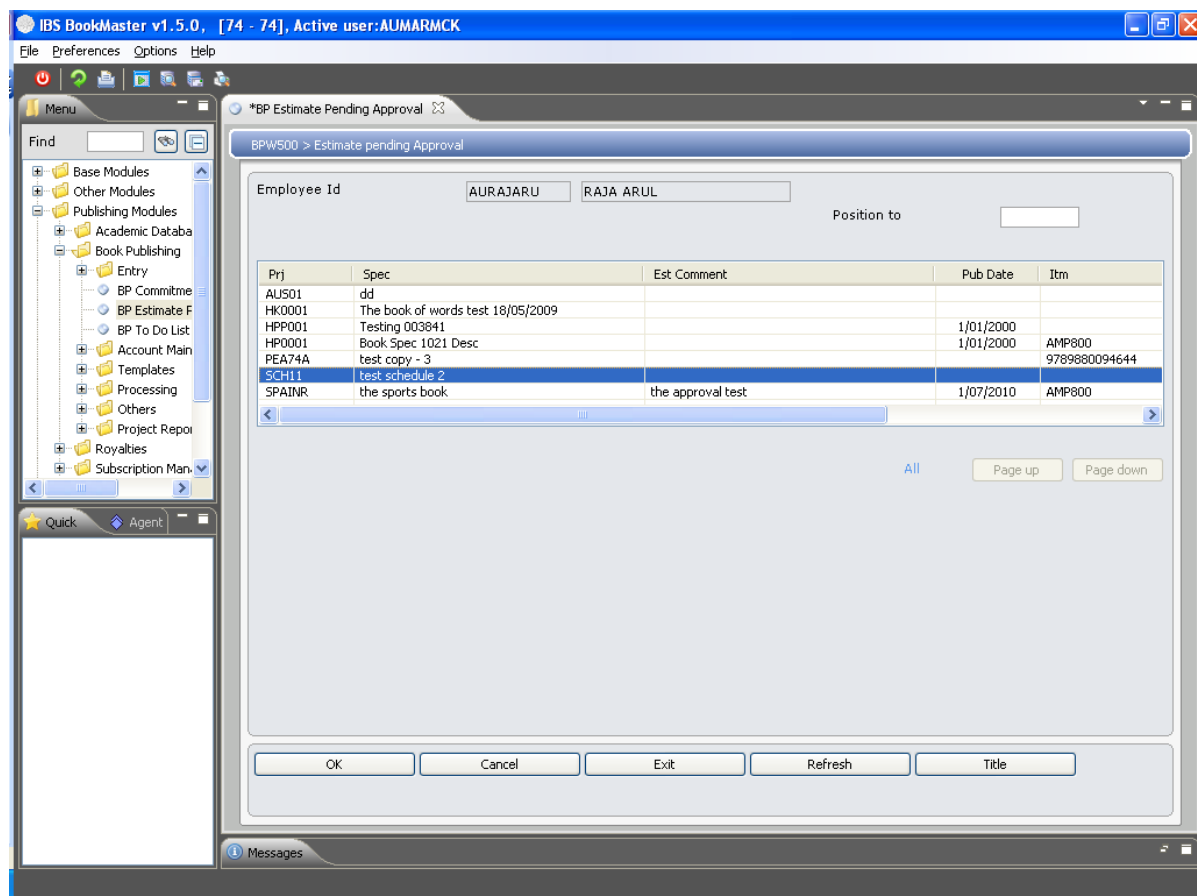 IBS BookMaster v1.5.0, [74 - 74], Active user:AUMARMCK
File Preferences Options Help
Menu
Find
Base Modules
Other Modules
Publishing Modules
Academic Databa
Book Publishing
Entry
BP Commitme
BP Estimate P
BP To Do List
Account Main
Templates
Processing
Others
Project Repor
Royalties
Subscription Man
Quick Agent
*BP Estimate Pending Approval
BPW500 > Estimate pending Approval
Employee Id AURAJARU RAJA ARUL
Position to
Prj Spec Est Comment Pub Date Itm
AUS01 dd
HK0001 The book of words test 18/05/2009
HPP001 Testing 003841 1/01/2000
HP0001 Book Spec 1021 Desc 1/01/2000 AMP800
PEA74A test copy - 3 9789880094644
SCH11 test schedule 2
SPAINR the sports book the approval test 1/07/2010 AMP800
All Page up Page down
OK Cancel Exit Refresh Title
Messages